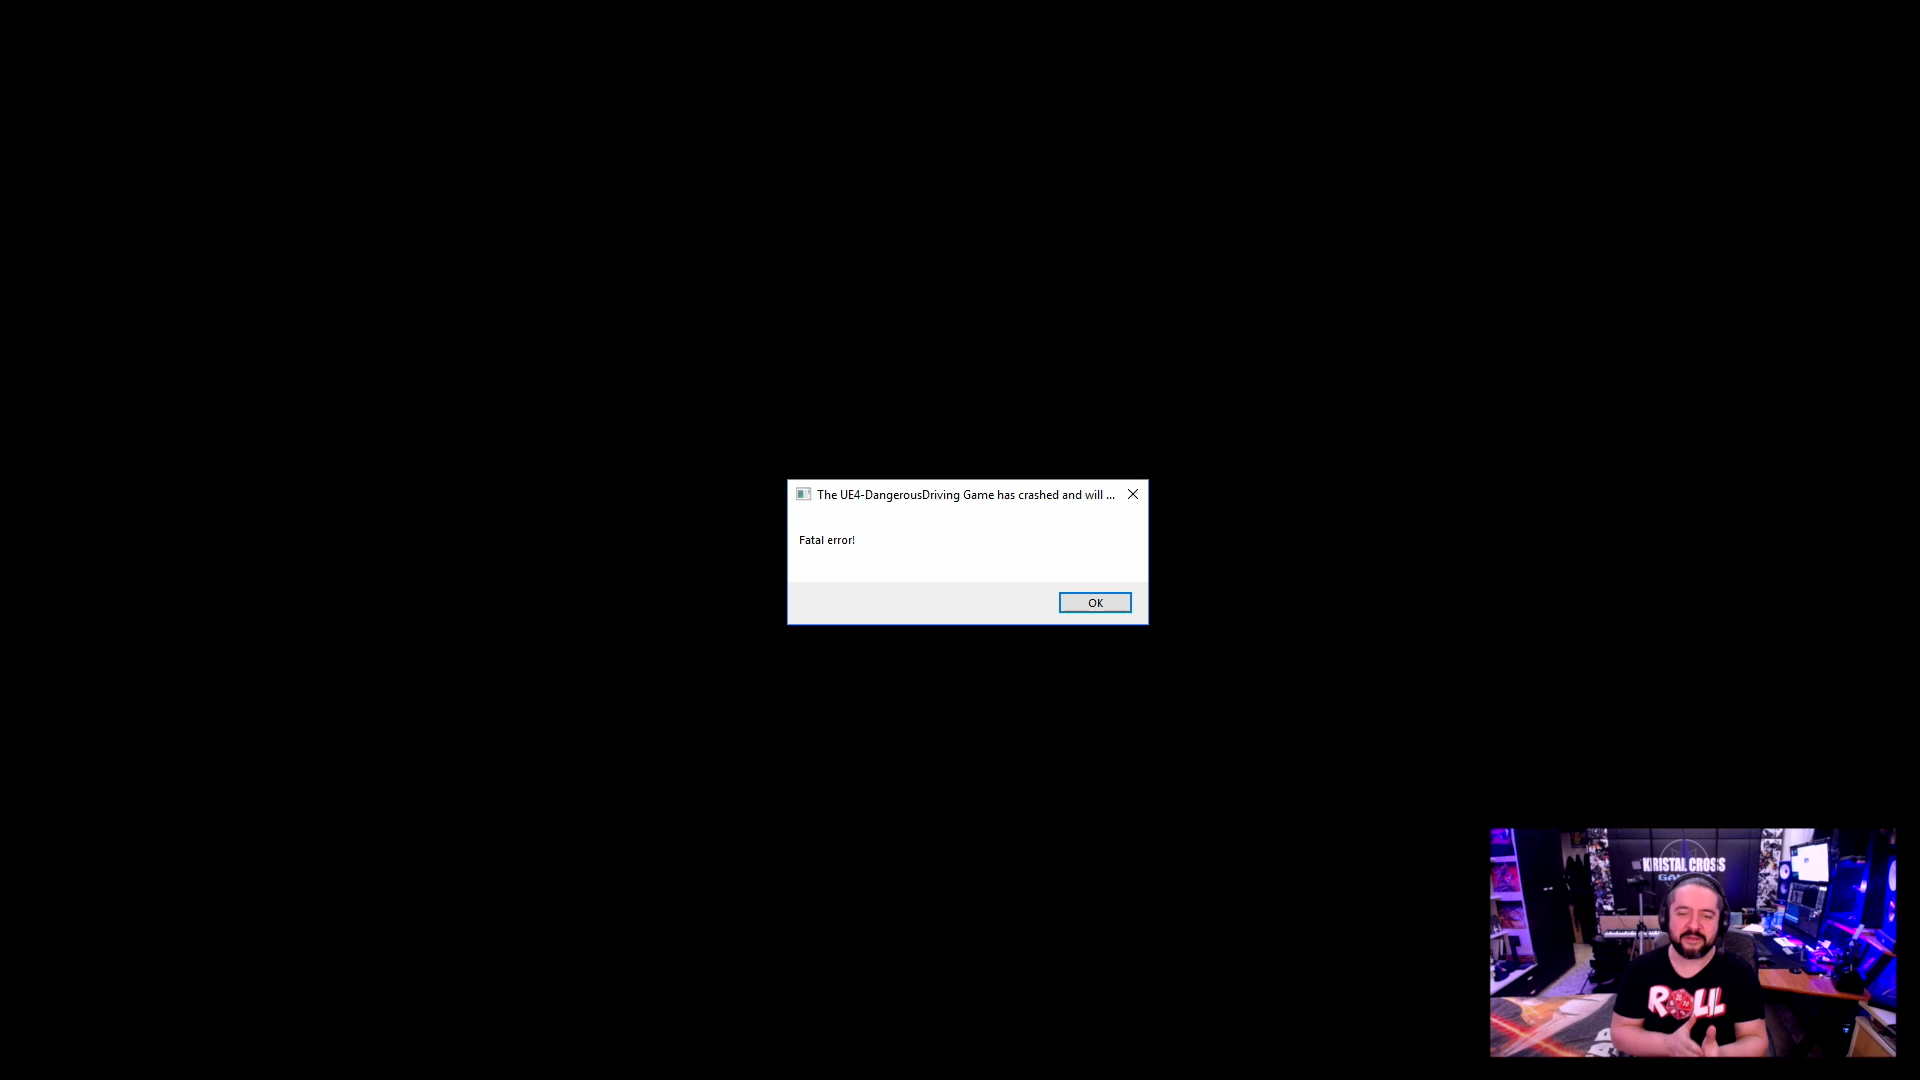 The UE4-DangerousDriving Game has crashed and will ...
Fatal error!
OK
KRISTAL CROSS
ROLL